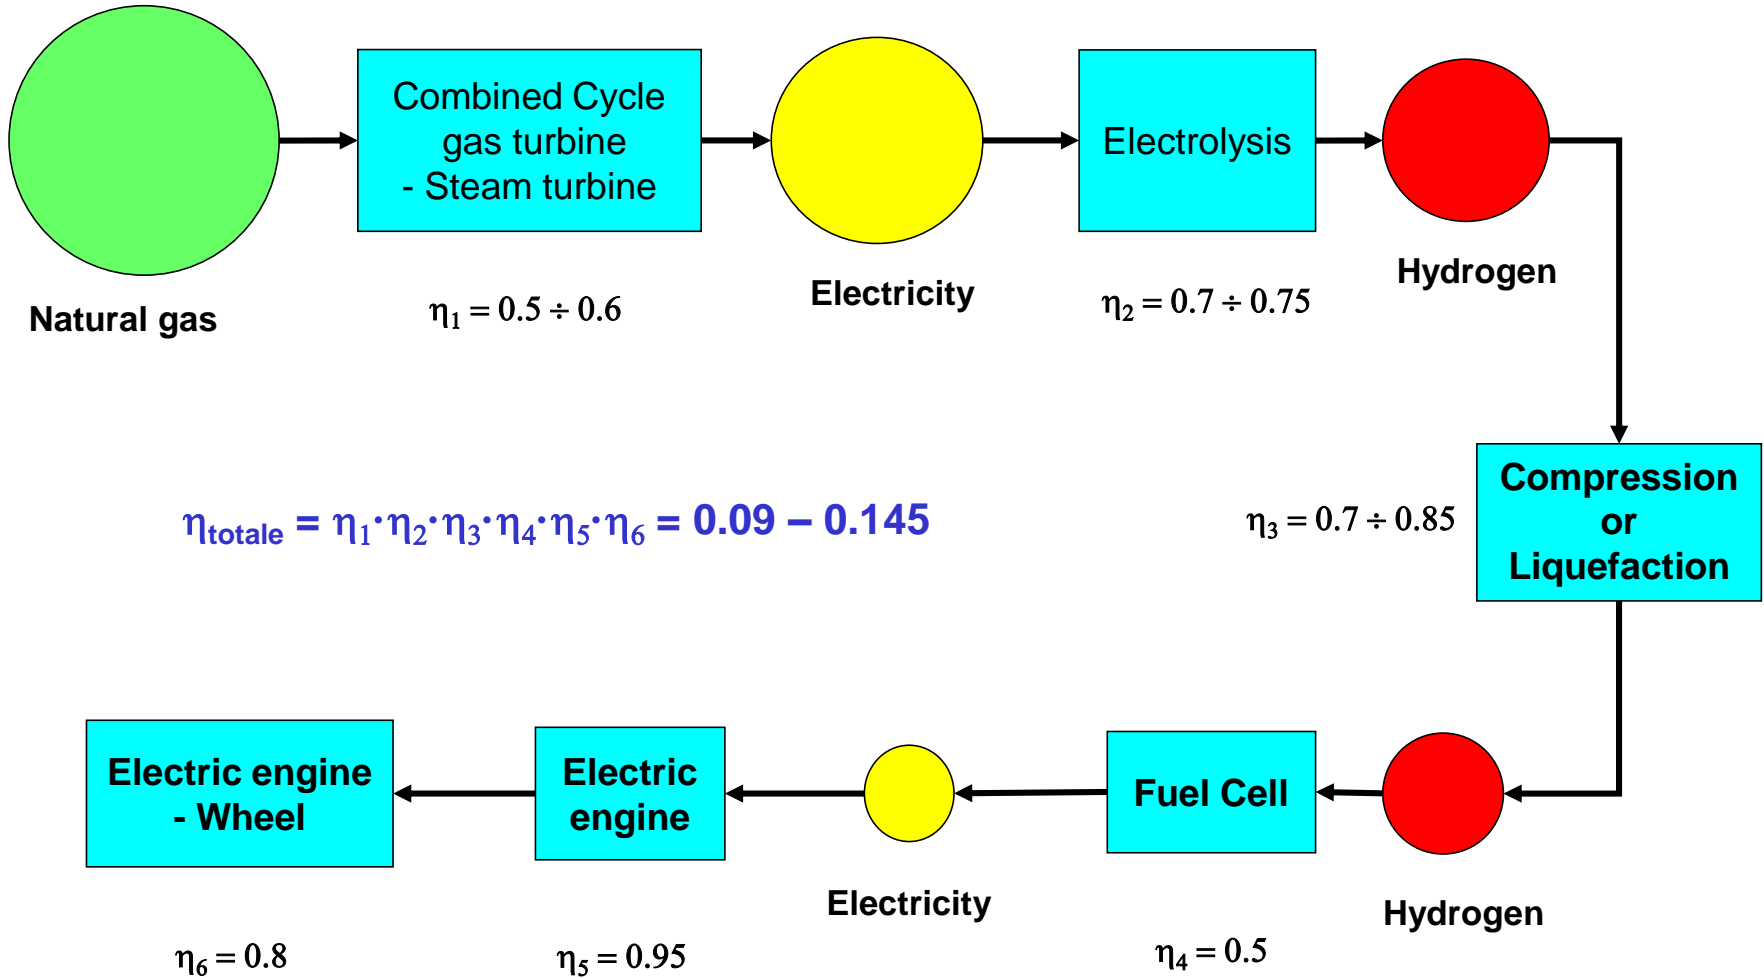 Combined Cycle
gas turbine
- Steam turbine
Electrolysis
Natural gas
η1 = 0.5 ÷ 0.6
Electricity
η2 = 0.7 ÷ 0.75
Hydrogen
ηtotale = η1·η2·η3·η4·η5·η6 = 0.09 – 0.145
η3 = 0.7 ÷ 0.85
Compression
or
Liquefaction
Electric engine
- Wheel
Electric
engine
Fuel Cell
Electricity
Hydrogen
η6 = 0.8
η5 = 0.95
η4 = 0.5